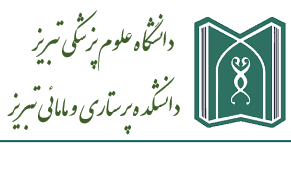 دانشگاه علوم پزشکی تبریز
دانشکده پرستاری و مامائی تبریز